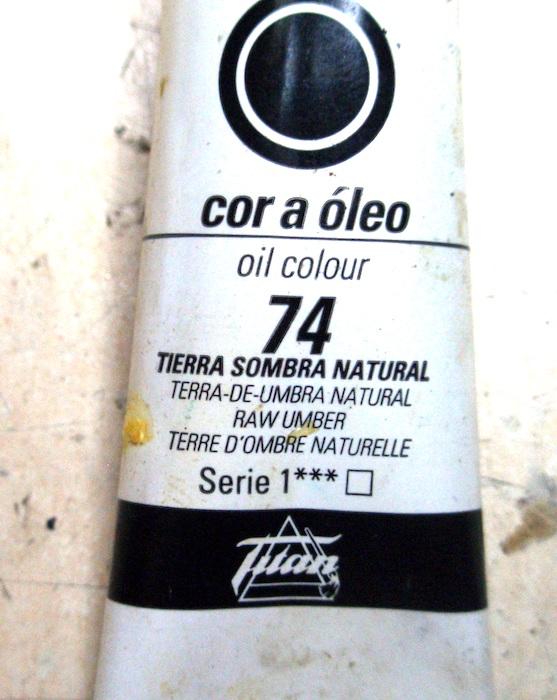 cor a óleo
oil colour
74
TIERRA SOMBRA NATURAL
TERRA-DE-UMBRA NATURAL
RAW UMBER
TERRE D'OMBRE NATURELLE
Serie 1***
Titan